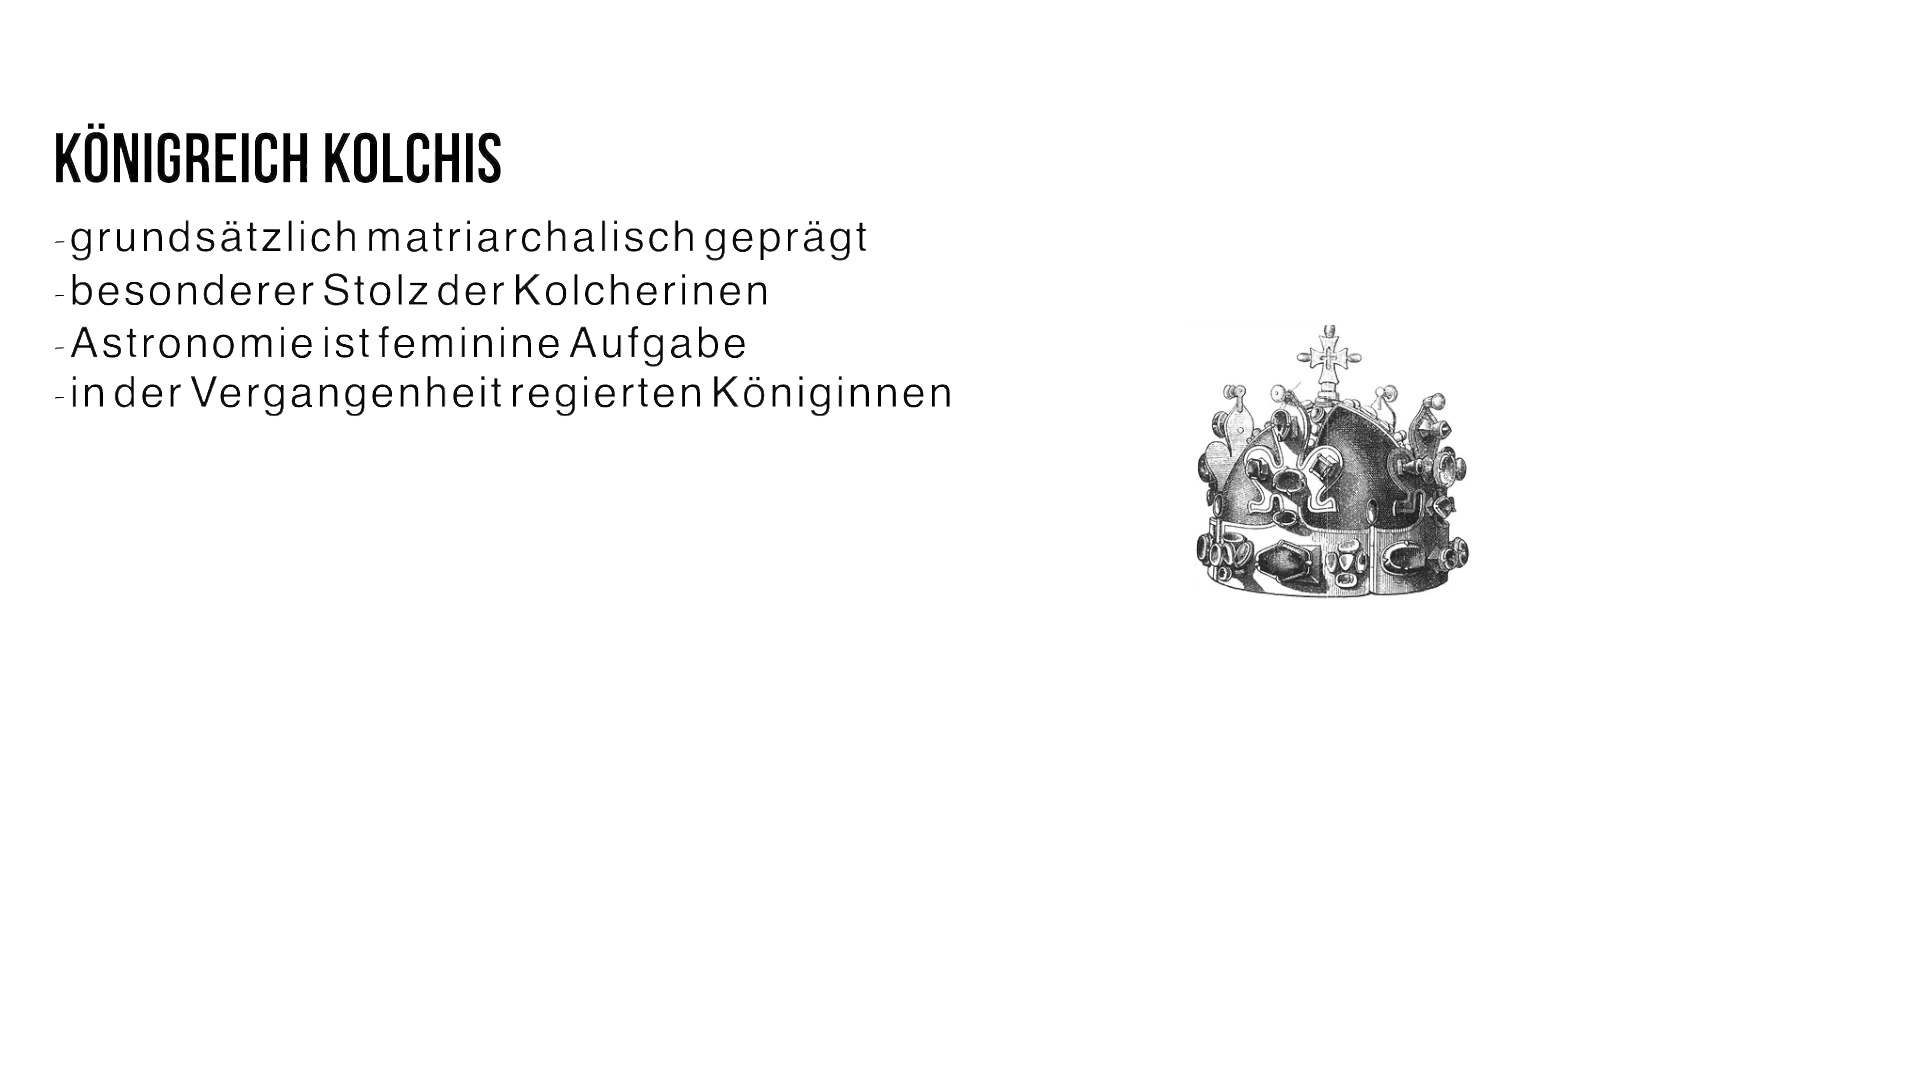 KÖNIGREICH KOLCHIS
-grundsätzlich matriarchalisch geprägt
-besonderer Stolz der Kolcherinen
-Astronomie ist feminine Aufgabe
-in der Vergangenheit regierten Königinnen